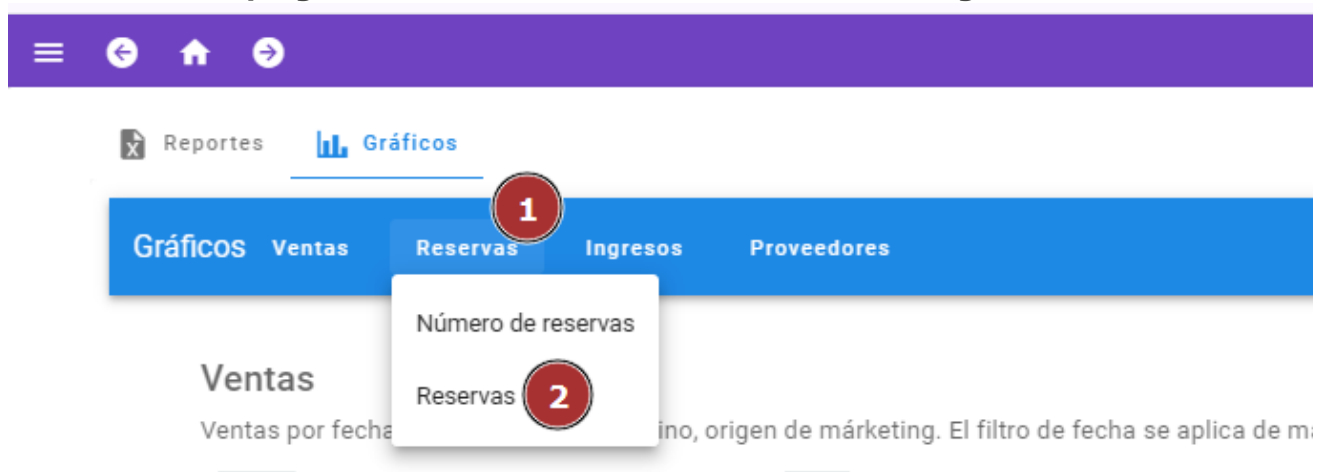 Reportes Gráficos
1
Gráficos Ventas Reservas Ingresos Proveedores
Número de reservas
Ventas
Reservas 2
Ventas por fecha ino, origen de márketing. El filtro de fecha se aplica de